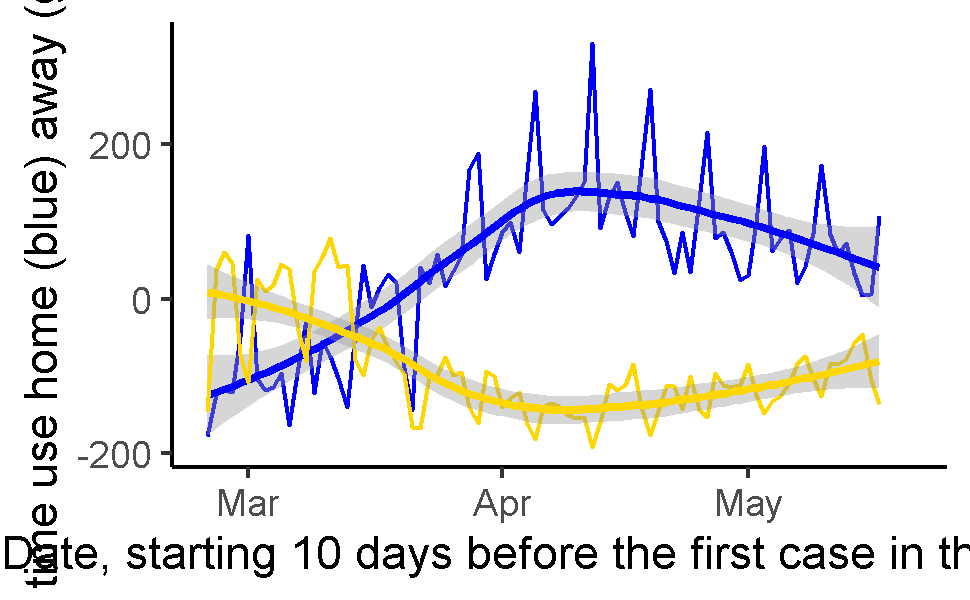 time use home (blue) away (
200
0
-200
Mar Apr May
Date, starting 10 days before the first case in th